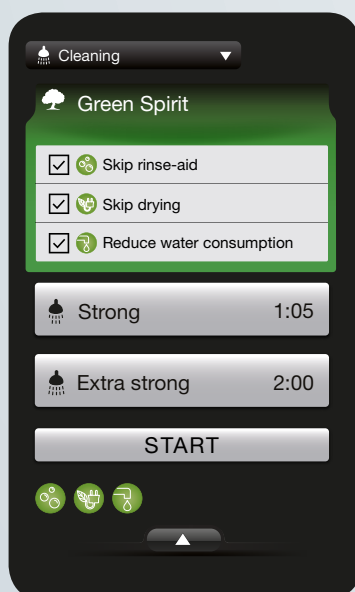 Cleaning
Green Spirit
Skip rinse-aid
Skip drying
Reduce water consumption
Strong 1:05
Extra strong 2:00
START